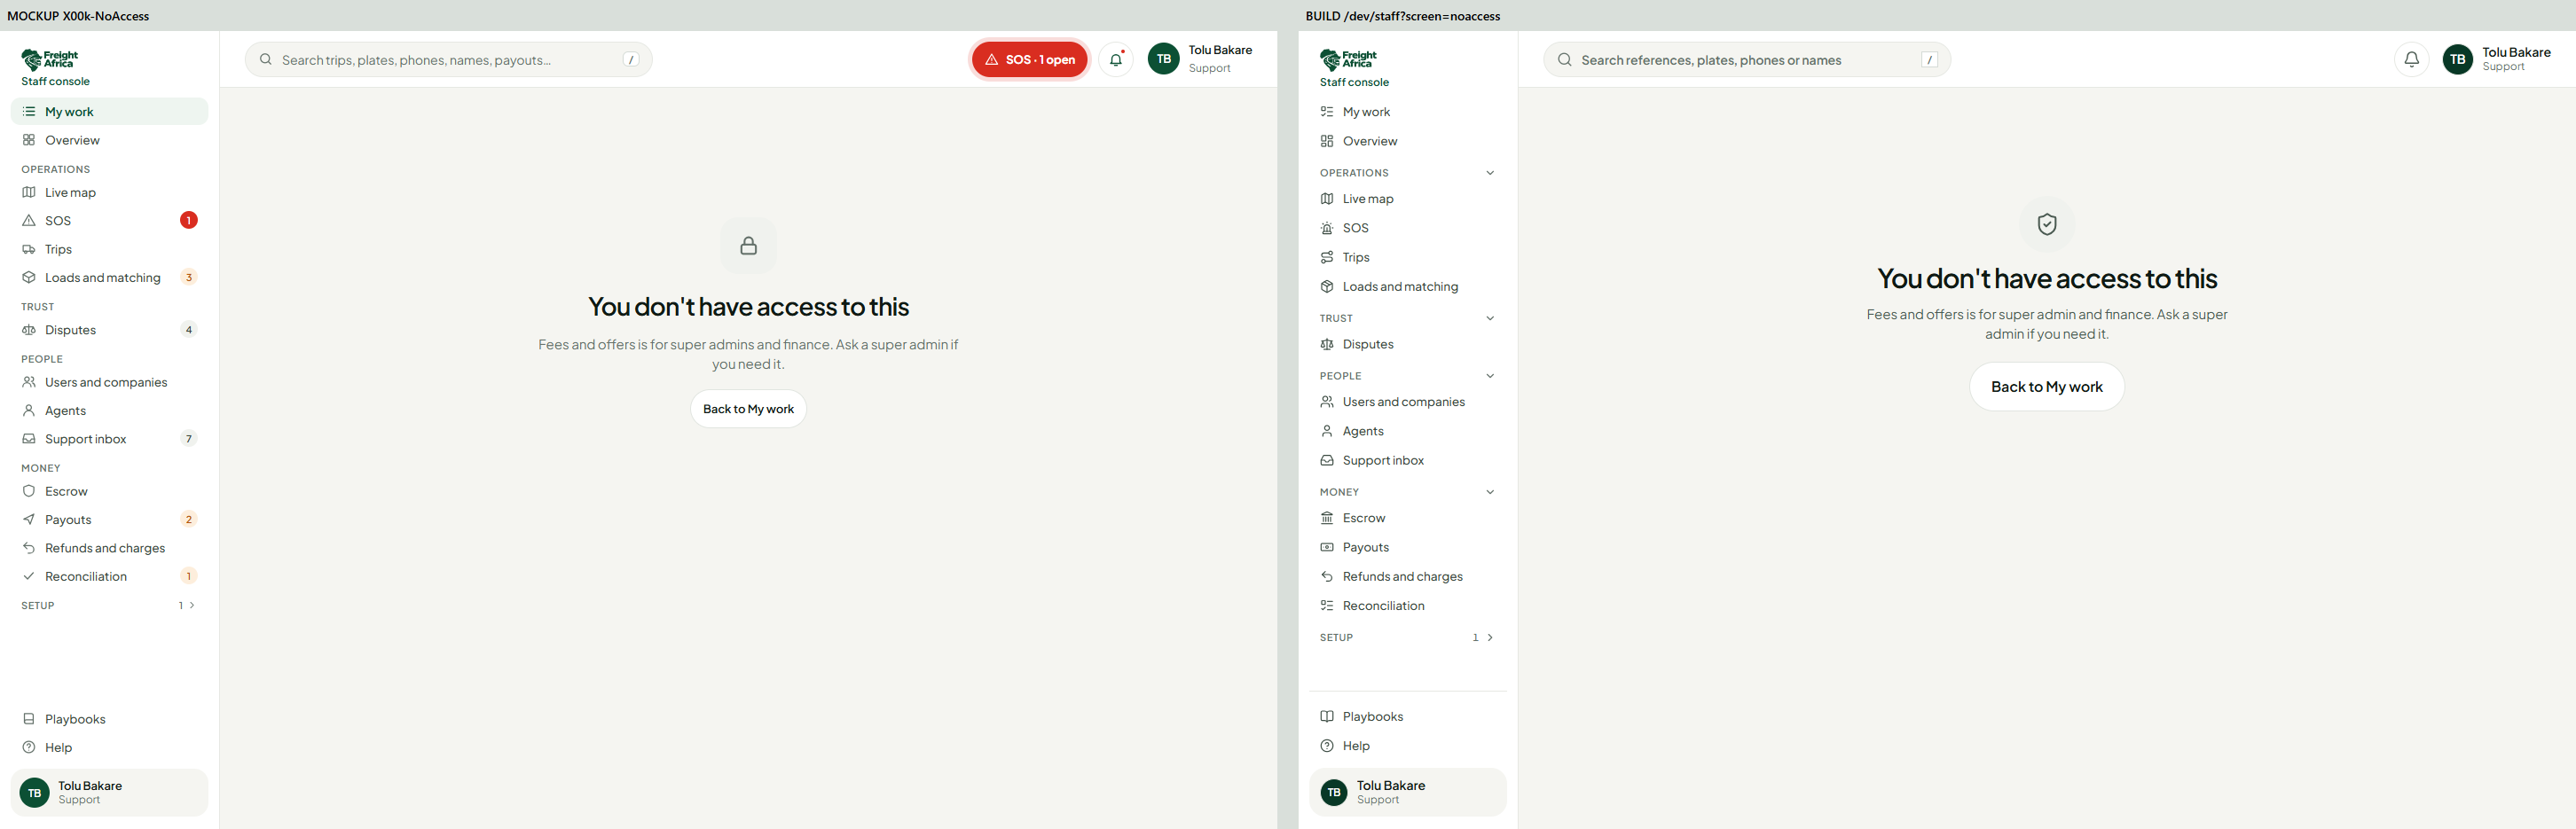 MOCKUP X00k-NoAccess
Freight Africa
Staff console
My work
Overview
OPERATIONS
Live map
SOS 1
Trips
Loads and matching 3
TRUST
Disputes 4
PEOPLE
Users and companies
Agents
Support inbox 7
MONEY
Escrow
Payouts 2
Refunds and charges
Reconciliation 1
SETUP 1
Playbooks
Help
TB Tolu Bakare
Support
Search trips, plates, phones, names, payouts... /
SOS · 1 open
TB Tolu Bakare
Support
You don't have access to this
Fees and offers is for super admins and finance. Ask a super admin if
you need it.
Back to My work
BUILD /dev/staff?screen=noaccess
Freight Africa
Staff console
My work
Overview
OPERATIONS
Live map
SOS
Trips
Loads and matching
TRUST
Disputes
PEOPLE
Users and companies
Agents
Support inbox
MONEY
Escrow
Payouts
Refunds and charges
Reconciliation
SETUP 1
Playbooks
Help
TB Tolu Bakare
Support
Search references, plates, phones or names /
TB Tolu Bakare
Support
You don't have access to this
Fees and offers is for super admin and finance. Ask a super
admin if you need it.
Back to My work